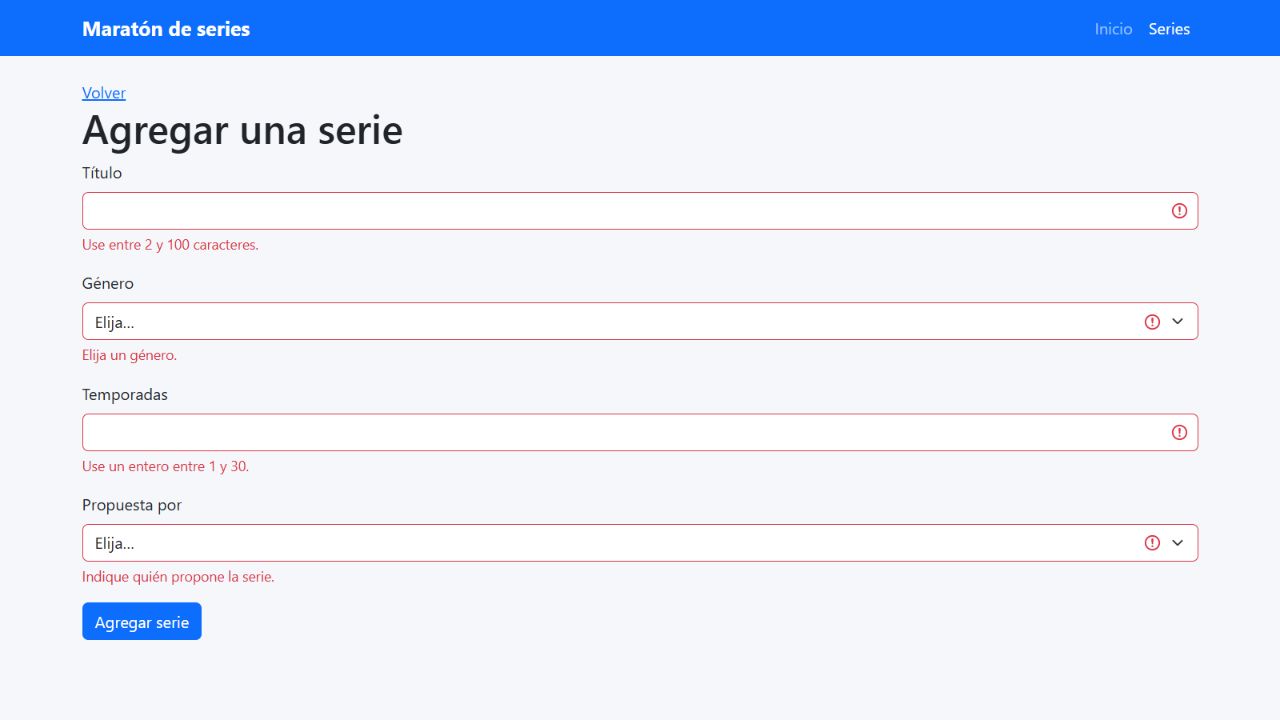 Maratón de series
Inicio Series
Volver
Agregar una serie
Título
Use entre 2 y 100 caracteres.
Género
Elija...
Elija un género.
Temporadas
Use un entero entre 1 y 30.
Propuesta por
Elija...
Indique quién propone la serie.
Agregar serie